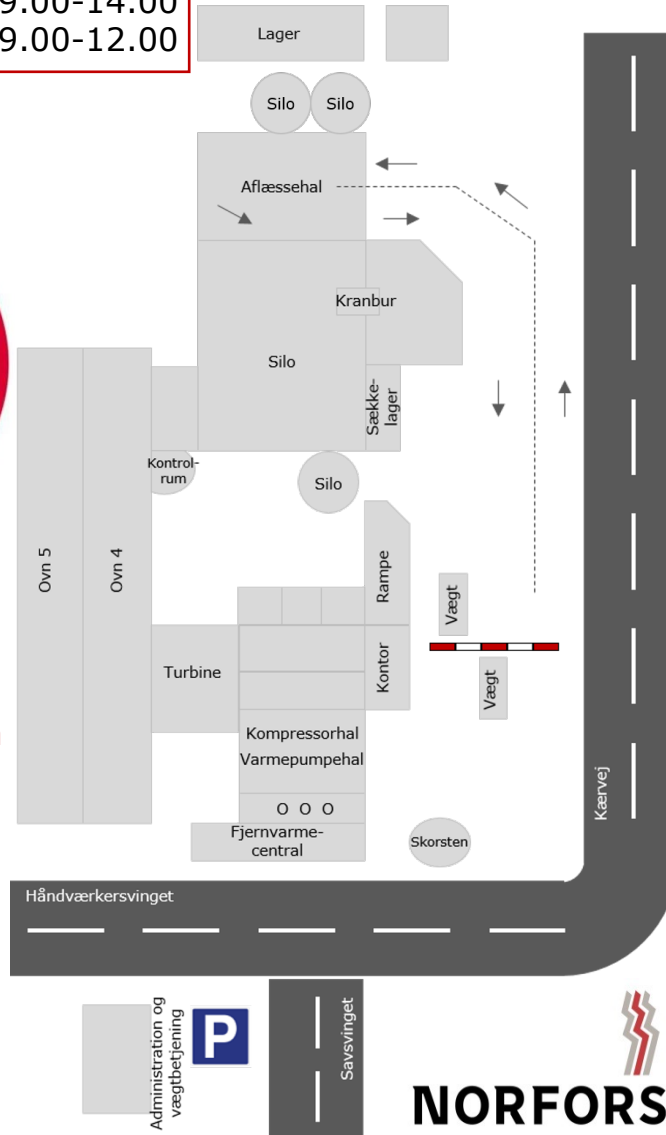 9.00-14.00
9.00-12.00
Lager
Silo
Silo
Aflæssehal
Kranbur
Silo
Sække-
lager
Kontrol-
rum
Silo
Ovn 5
Ovn 4
Rampe
Vægt
Turbine
Kontor
Vægt
Kompressorhal
Varmepumpehal
O O O
Fjernvarme-
central
Skorsten
Kærvej
Håndværkersvinget
Administration og
vægtbetjening
P
Savsvinget
NORFORS